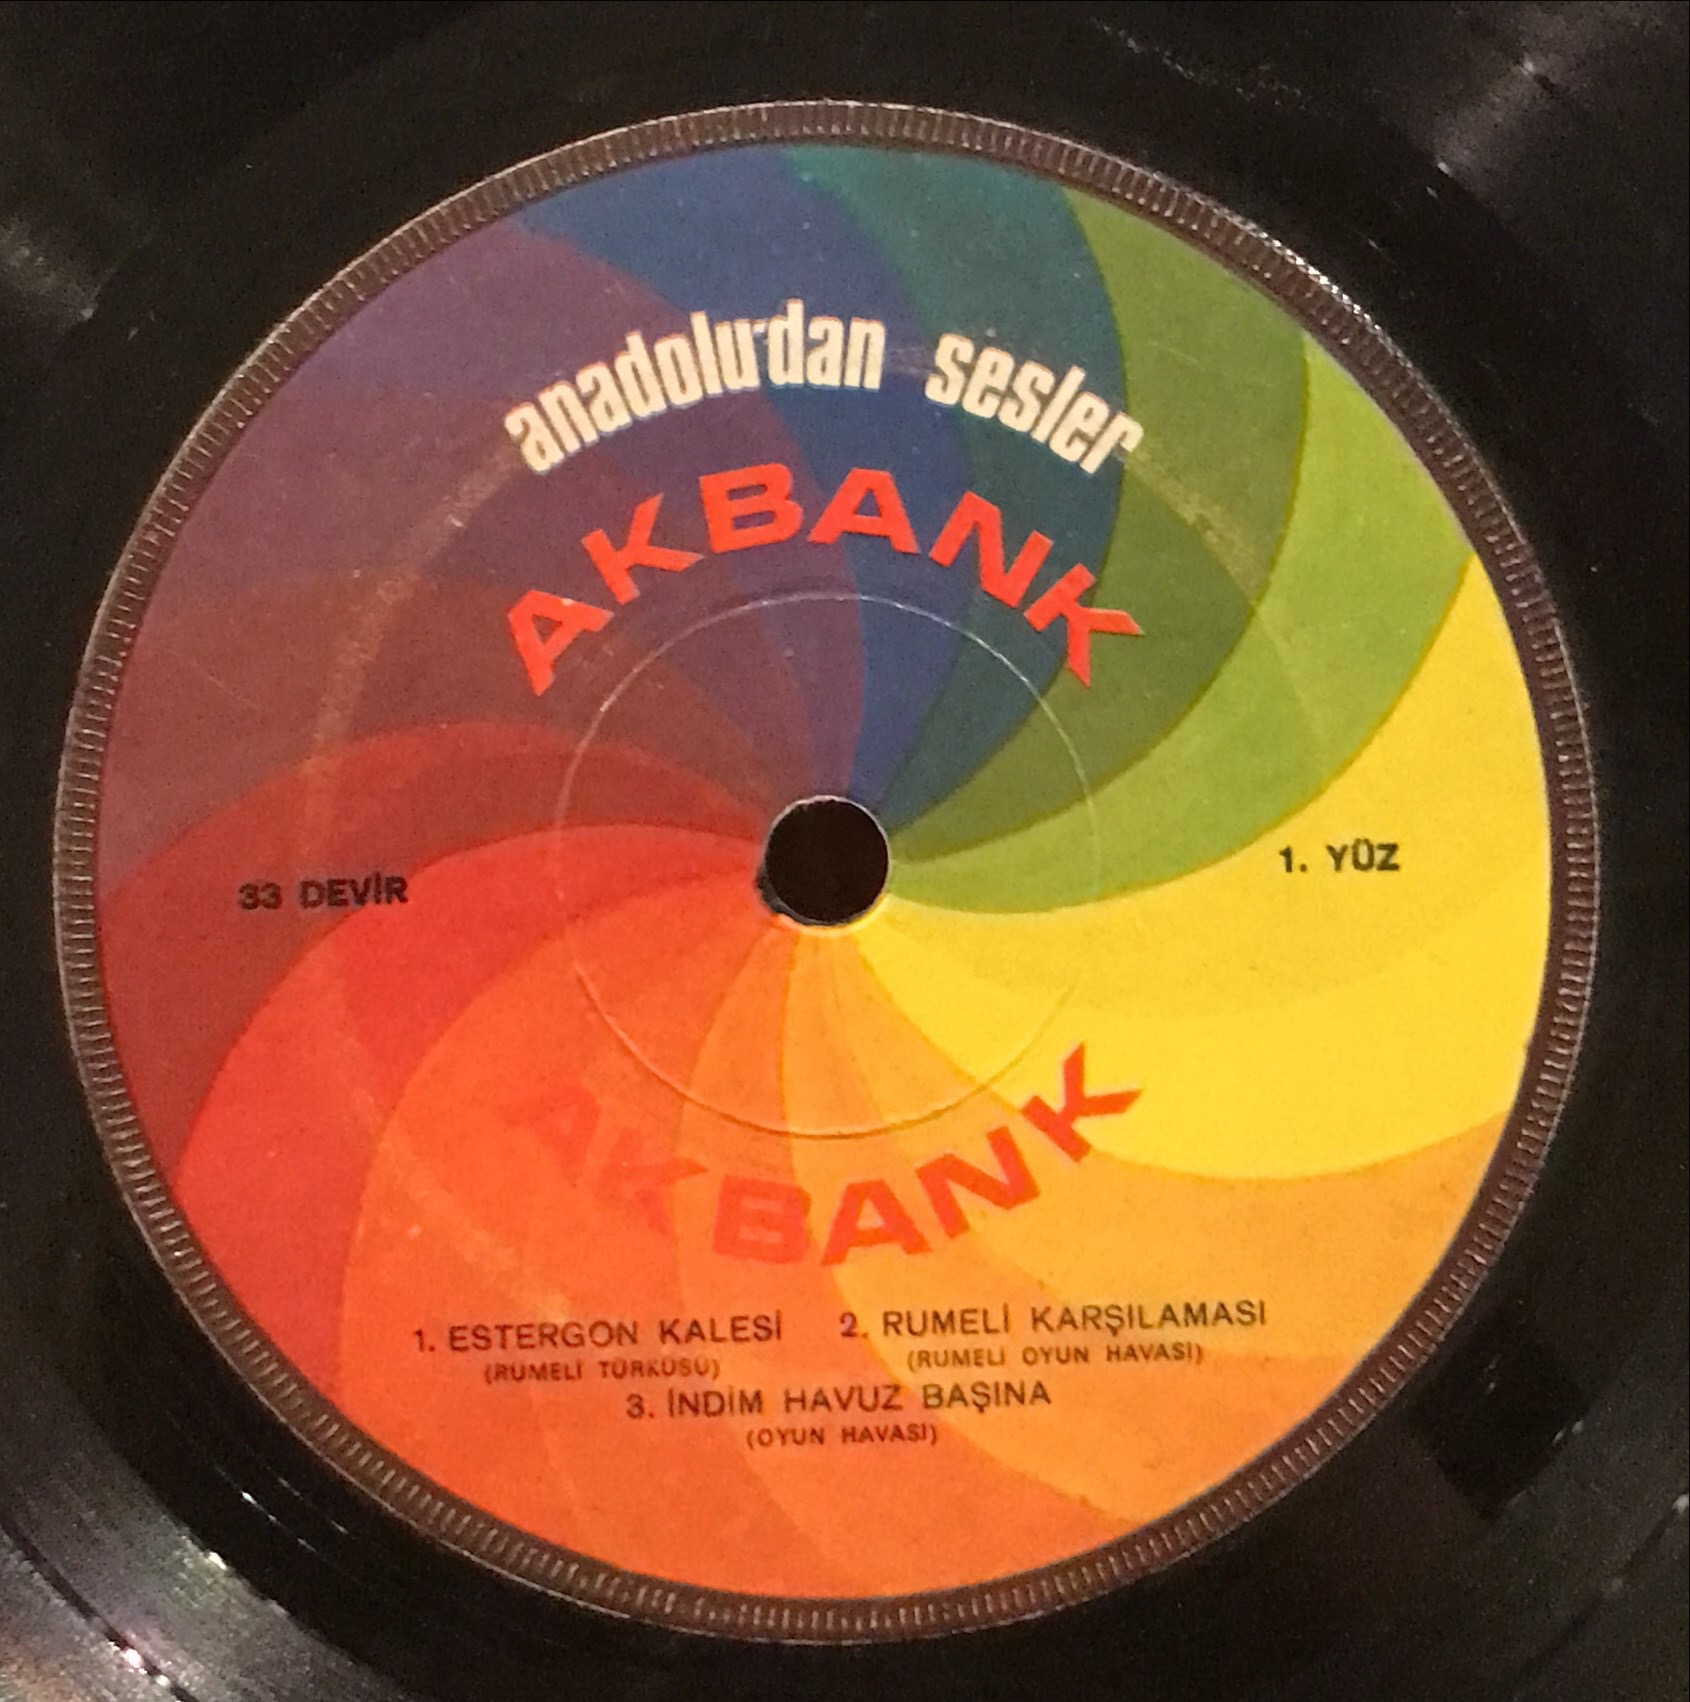 anadolu'dan sesler
AKBANK
33 DEVİR
1. YÜZ
AKBANK
1. ESTERGON KALESİ 2. RUMELİ KARŞILAMASI
(RUMELİ TÜRKÜSÜ) (RUMELİ OYUN HAVASI)
3. İNDİM HAVUZ BAŞINA
(OYUN HAVASI)